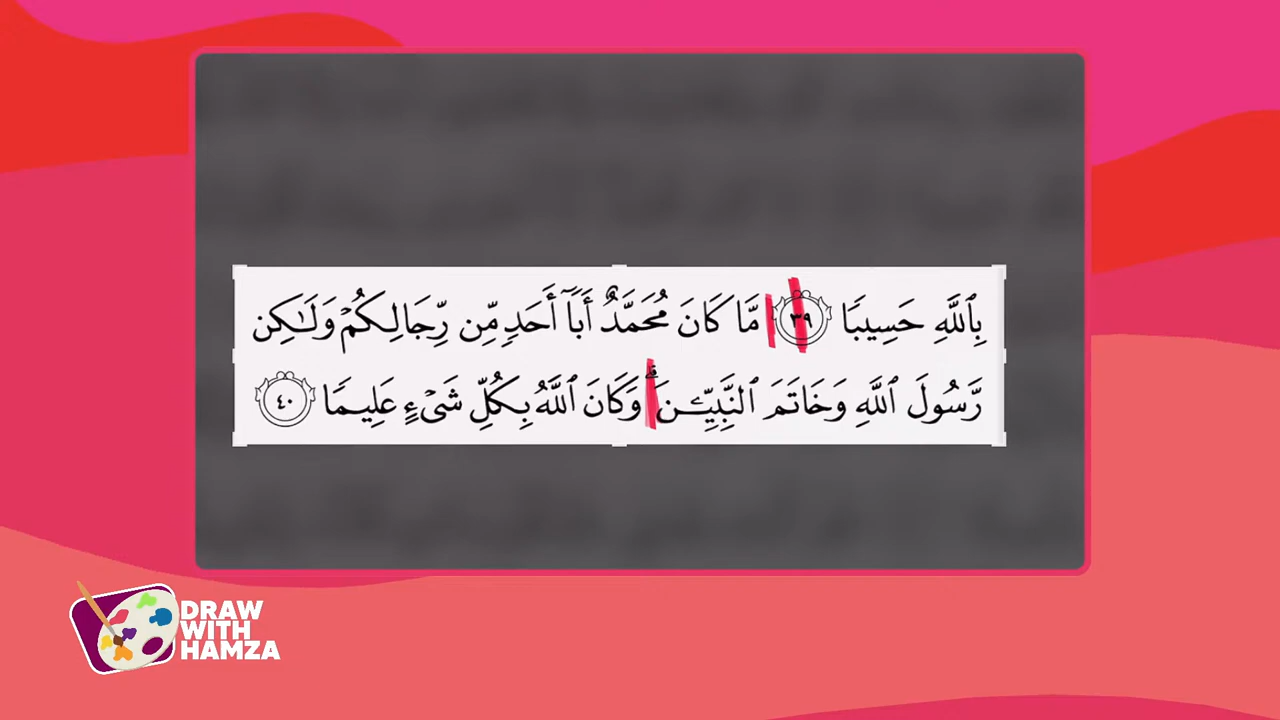 بِٱللَّهِ حَسِيبًا ٣٩ مَّا كَانَ مُحَمَّدٌ أَبَآ أَحَدٍ مِّن رِّجَالِكُمْ وَلَـٰكِن
رَّسُولَ ٱللَّهِ وَخَاتَمَ ٱلنَّبِيِّـۧنَ ۗ وَكَانَ ٱللَّهُ بِكُلِّ شَىْءٍ عَلِيمًا ٤٠
DRAW
WITH
HAMZA